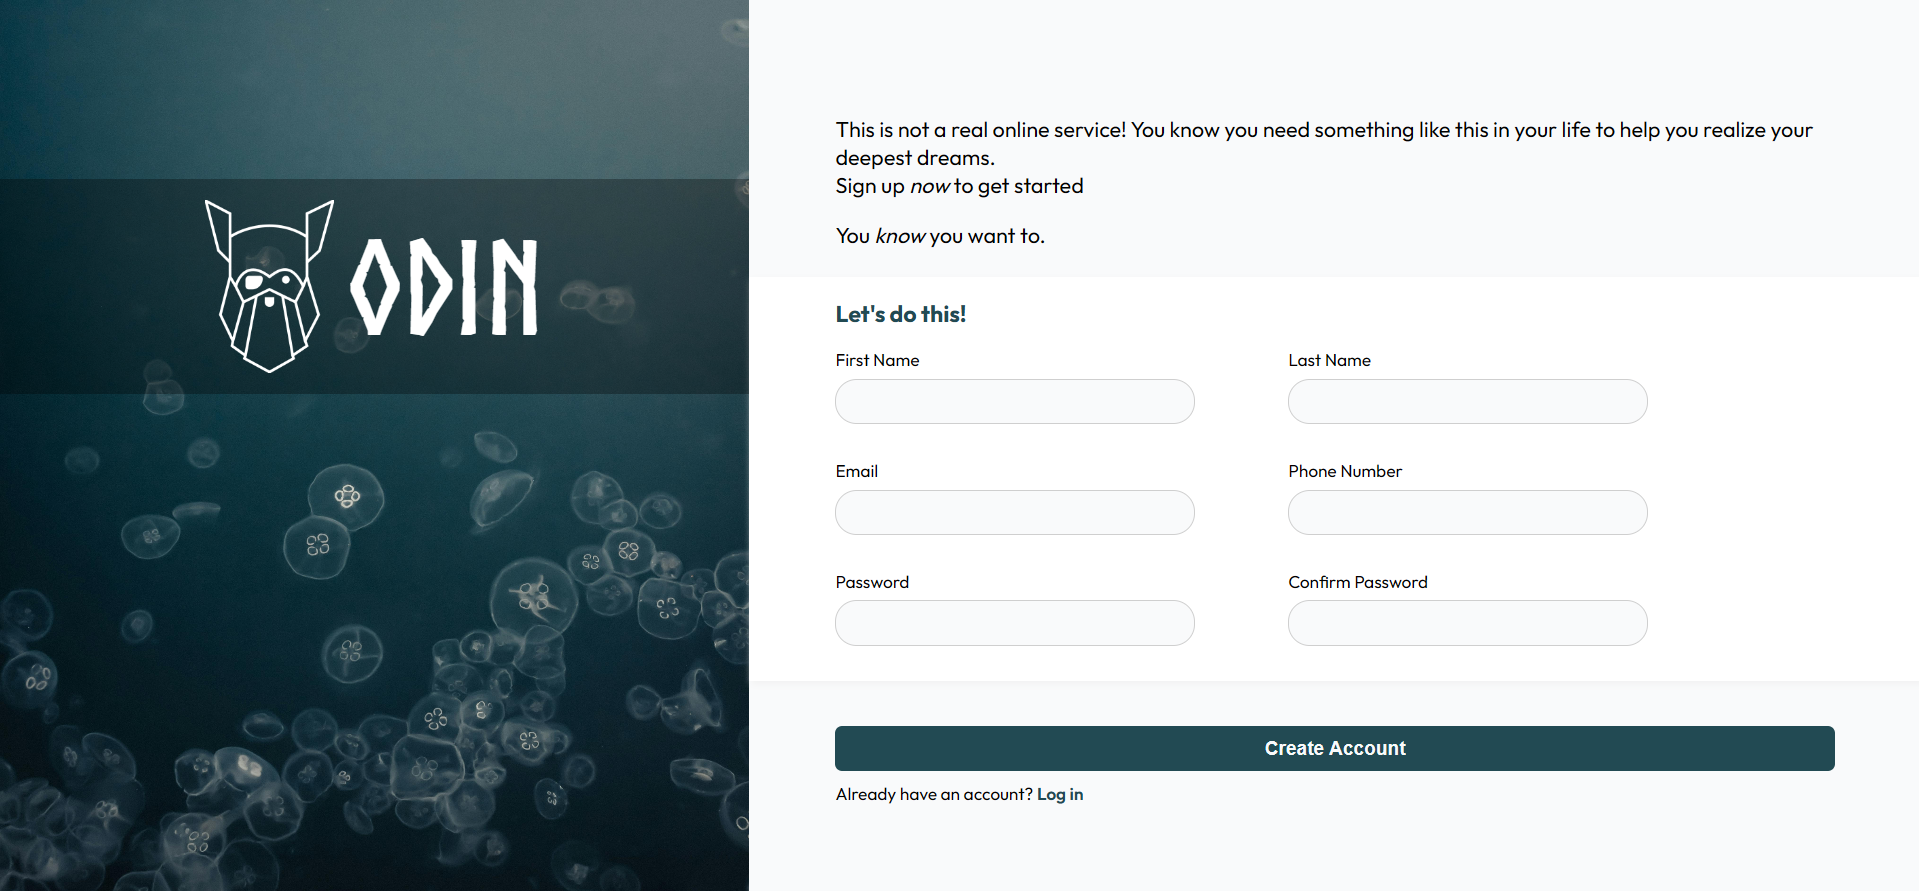 ODIN
This is not a real online service! You know you need something like this in your life to help you realize your
deepest dreams.
Sign up now to get started
You know you want to.
Let's do this!
First Name
Last Name
Email
Phone Number
Password
Confirm Password
Create Account
Already have an account? Log in